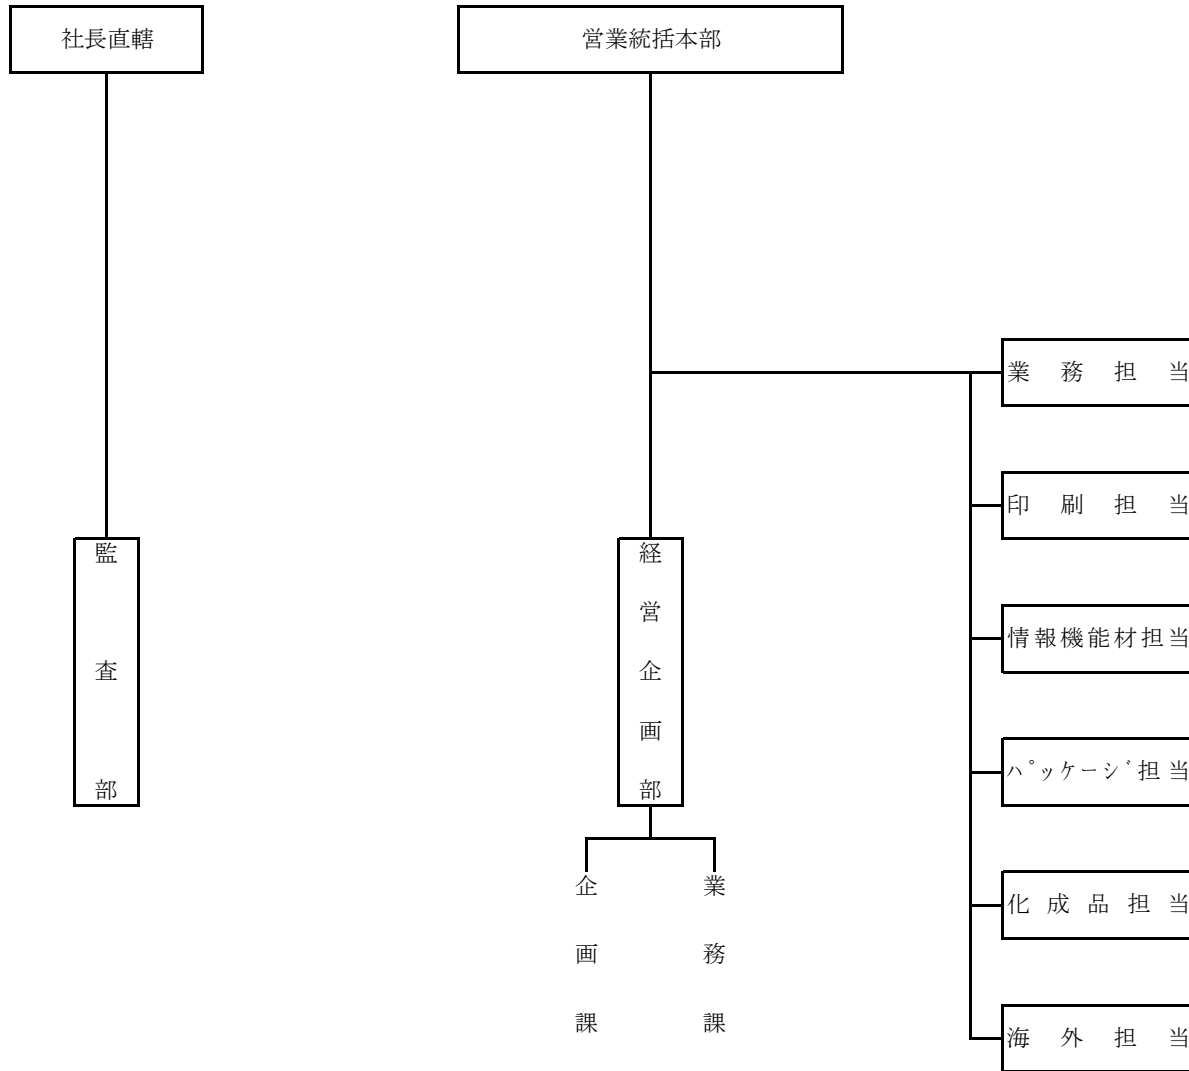 社長直轄
営業統括本部
業務担当
印刷担当
情報機能材担当
パッケージ担当
化成品担当
海外担当
監査部
経営企画部
企画課
業務課